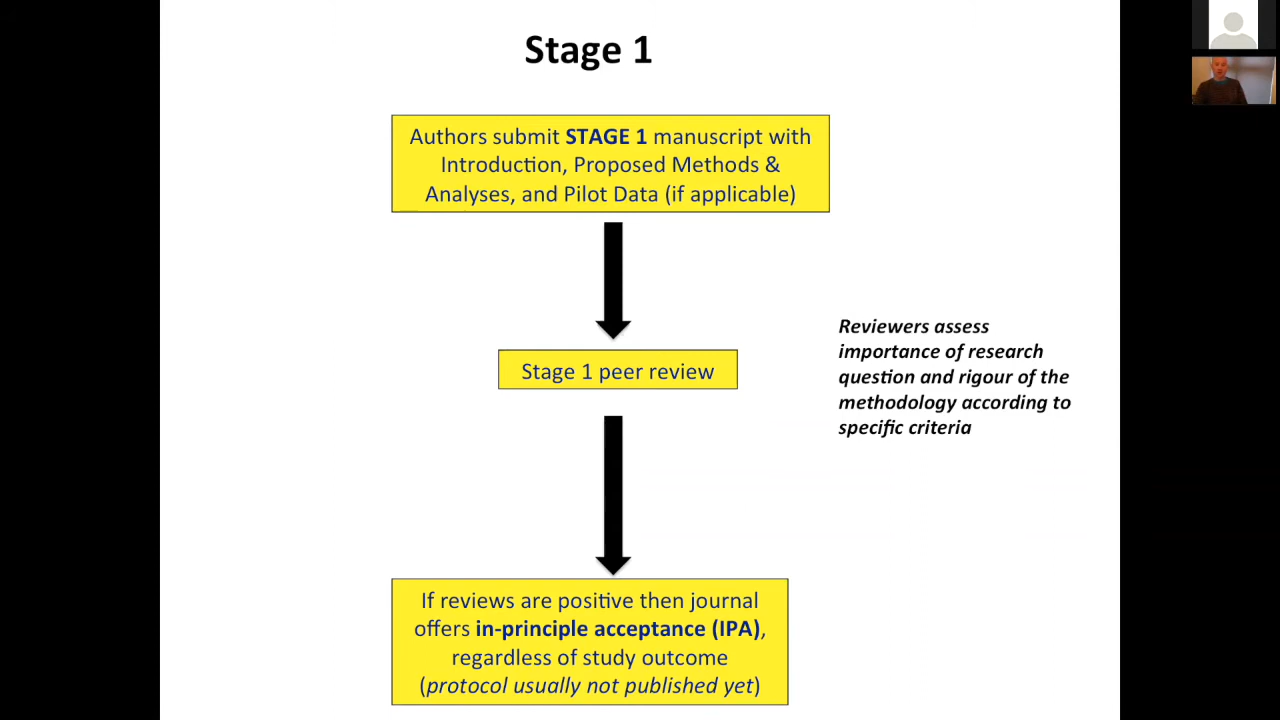 Stage 1
Authors submit STAGE 1 manuscript with
Introduction, Proposed Methods &
Analyses, and Pilot Data (if applicable)
Stage 1 peer review
Reviewers assess
importance of research
question and rigour of the
methodology according to
specific criteria
If reviews are positive then journal
offers in-principle acceptance (IPA),
regardless of study outcome
(protocol usually not published yet)